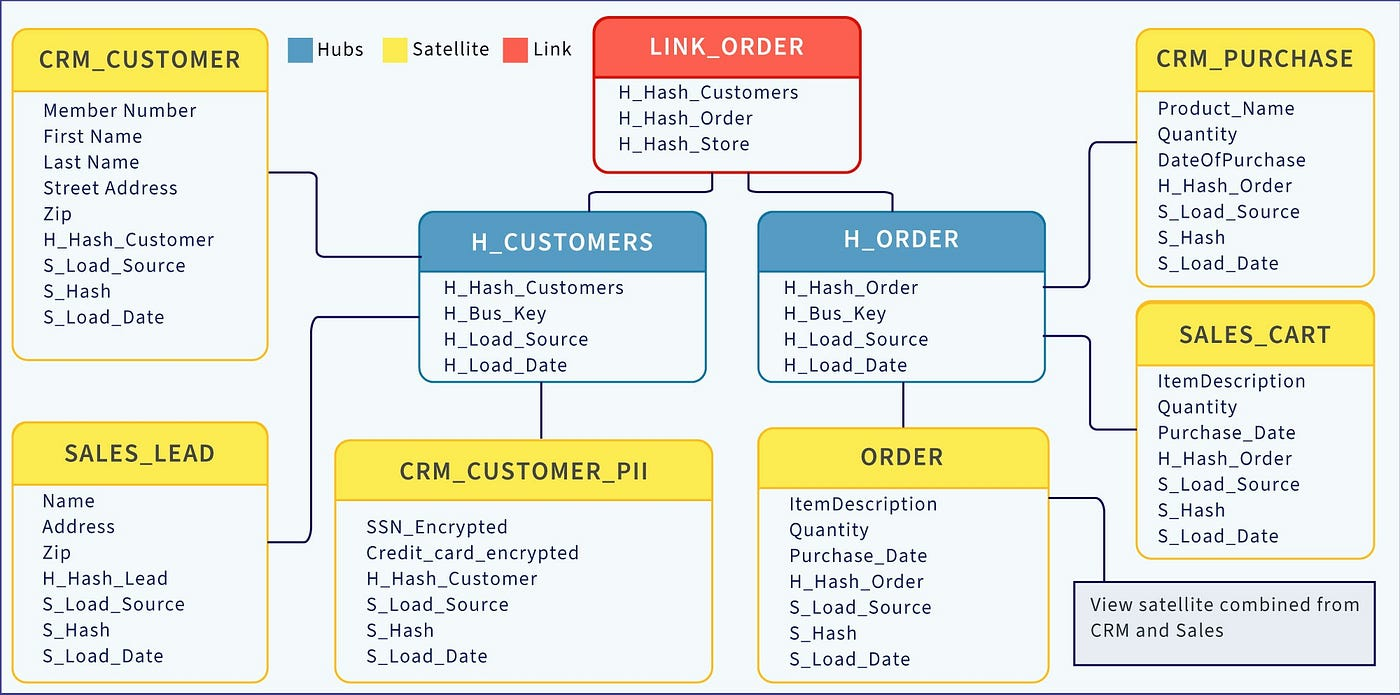 CRM_CUSTOMER
Member Number
First Name
Last Name
Street Address
Zip
H_Hash_Customer
S_Load_Source
S_Hash
S_Load_Date
Hubs
Satellite
Link
LINK_ORDER
H_Hash_Customers
H_Hash_Order
H_Hash_Store
CRM_PURCHASE
Product_Name
Quantity
DateOfPurchase
H_Hash_Order
S_Load_Source
S_Hash
S_Load_Date
H_CUSTOMERS
H_Hash_Customers
H_Bus_Key
H_Load_Source
H_Load_Date
H_ORDER
H_Hash_Order
H_Bus_Key
H_Load_Source
H_Load_Date
SALES_CART
ItemDescription
Quantity
Purchase_Date
H_Hash_Order
S_Load_Source
S_Hash
S_Load_Date
SALES_LEAD
Name
Address
Zip
H_Hash_Lead
S_Load_Source
S_Hash
S_Load_Date
CRM_CUSTOMER_PII
SSN_Encrypted
Credit_card_encrypted
H_Hash_Customer
S_Load_Source
S_Hash
S_Load_Date
ORDER
ItemDescription
Quantity
Purchase_Date
H_Hash_Order
S_Load_Source
S_Hash
S_Load_Date
View satellite combined from
CRM and Sales